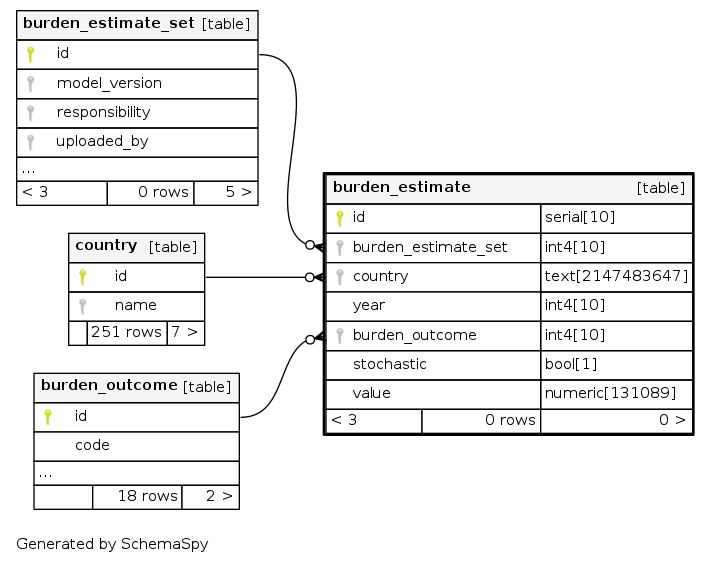 burden_estimate_set [table]
id
model_version
responsibility
uploaded_by
...
< 3 0 rows 5 >
burden_estimate [table]
id serial[10]
burden_estimate_set int4[10]
country text[2147483647]
year int4[10]
burden_outcome int4[10]
stochastic bool[1]
value numeric[131089]
< 3 0 rows 0 >
country [table]
id
name
251 rows 7 >
burden_outcome [table]
id
code
...
18 rows 2 >
Generated by SchemaSpy